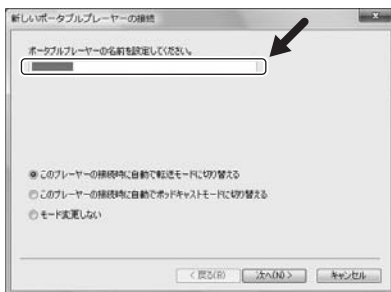 新しいポータブルプレーヤーの接続
ポータブルプレーヤーの名前を設定してください。
このプレーヤーの接続時に自動で転送モードに切り替える
このプレーヤーの接続時に自動でポッドキャストモードに切り替える
モード変更しない
< 戻る(B) 次へ(N) > キャンセル